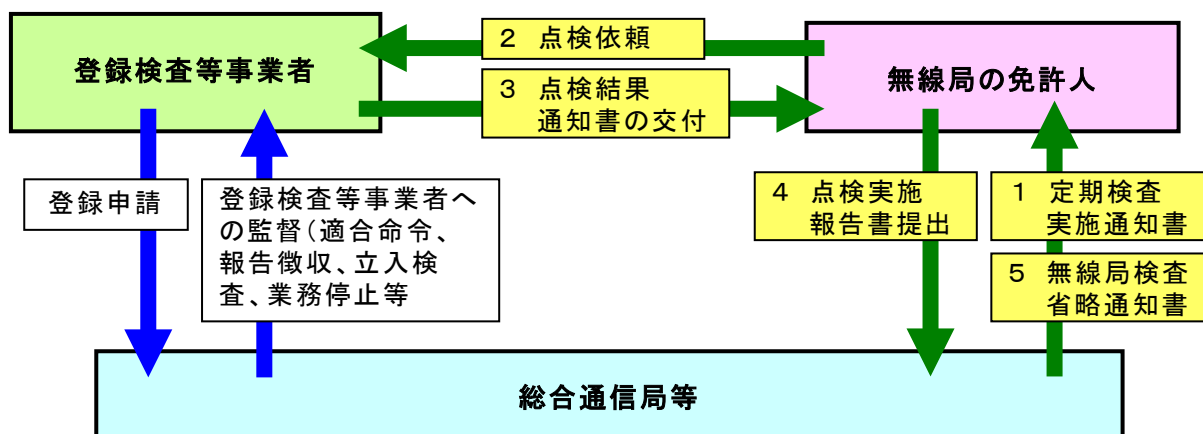 登録検査等事業者
2 点検依頼
3 点検結果
通知書の交付
無線局の免許人
登録申請
登録検査等事業者へ
の監督(適合命令、
報告徴収、立入検
査、業務停止等
4 点検実施
報告書提出
1 定期検査
実施通知書
5 無線局検査
省略通知書
総合通信局等